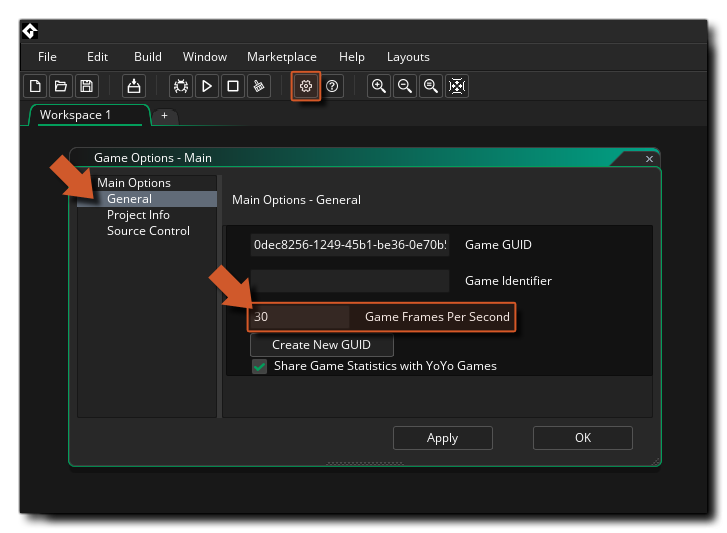 File Edit Build Window Marketplace Help Layouts
Workspace 1 +
Game Options - Main
Main Options
General
Project Info
Source Control
Main Options - General
0dec8256-1249-45b1-be36-0e70b Game GUID
Game Identifier
30 Game Frames Per Second
Create New GUID
Share Game Statistics with YoYo Games
Apply OK